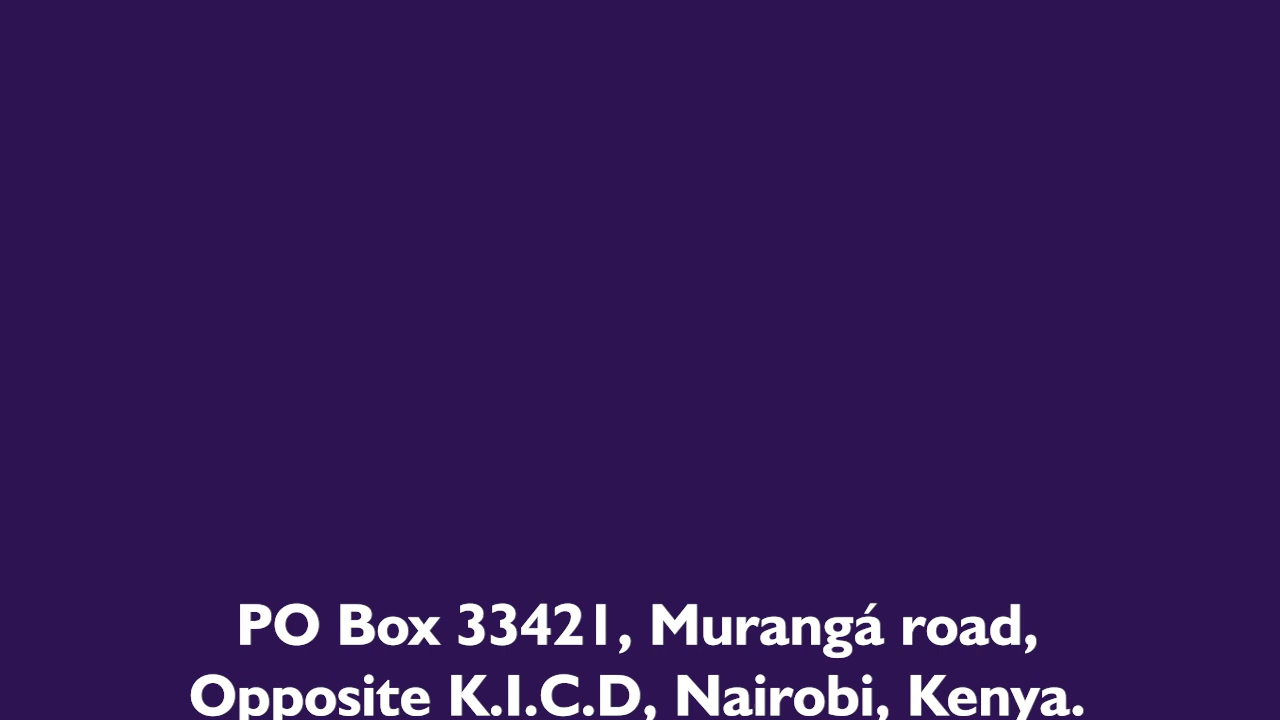 PO Box 33421, Murangá road,
Opposite K.I.C.D, Nairobi, Kenya.